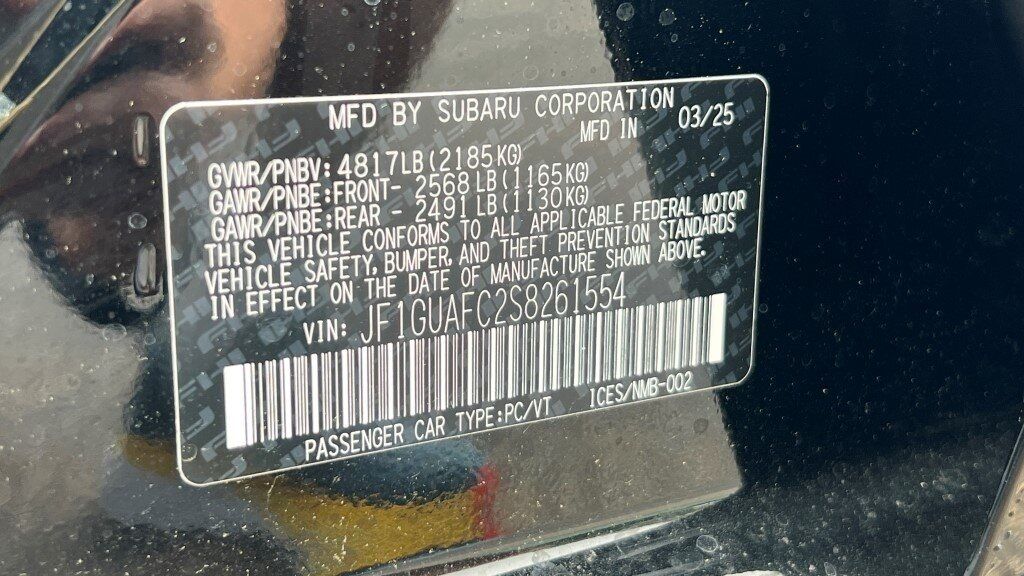 MFD BY SUBARU CORPORATION
MFD IN 03/25
GVWR/PNBV: 4817LB(2185KG)
GAWR/PNBE:FRONT- 2568 LB(1165KG)
GAWR/PNBE:REAR - 2491 LB(1130KG)
THIS VEHICLE CONFORMS TO ALL APPLICABLE FEDERAL MOTOR
VEHICLE SAFETY, BUMPER, AND THEFT PREVENTION STANDARDS
IN EFFECT ON THE DATE OF MANUFACTURE SHOWN ABOVE.
VIN: JF1GUAFC2S8261554
PASSENGER CAR TYPE:PC/VT ICES/NMB-002